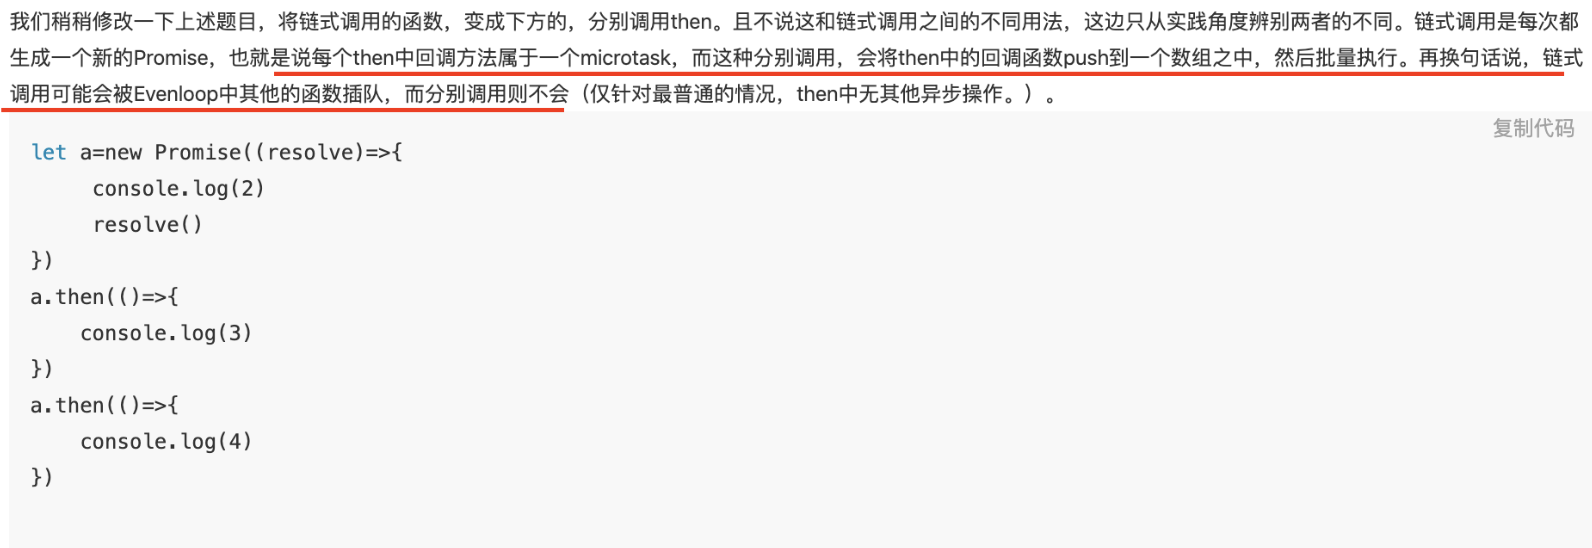 我们稍稍修改一下上述题目，将链式调用的函数，变成下方的，分别调用then。且不说这和链式调用之间的不同用法，这边只从实践角度辨别两者的不同。链式调用是每次都
生成一个新的Promise，也就是说每个then中回调方法属于一个microtask，而这种分别调用，会将then中的回调函数push到一个数组之中，然后批量执行。再换句话说，链式
调用可能会被Evenloop中其他的函数插队，而分别调用则不会（仅针对最普通的情况，then中无其他异步操作。）。
复制代码
let a=new Promise((resolve)=>{
     console.log(2)
     resolve()
})
a.then(()=>{
    console.log(3)
})
a.then(()=>{
    console.log(4)
})